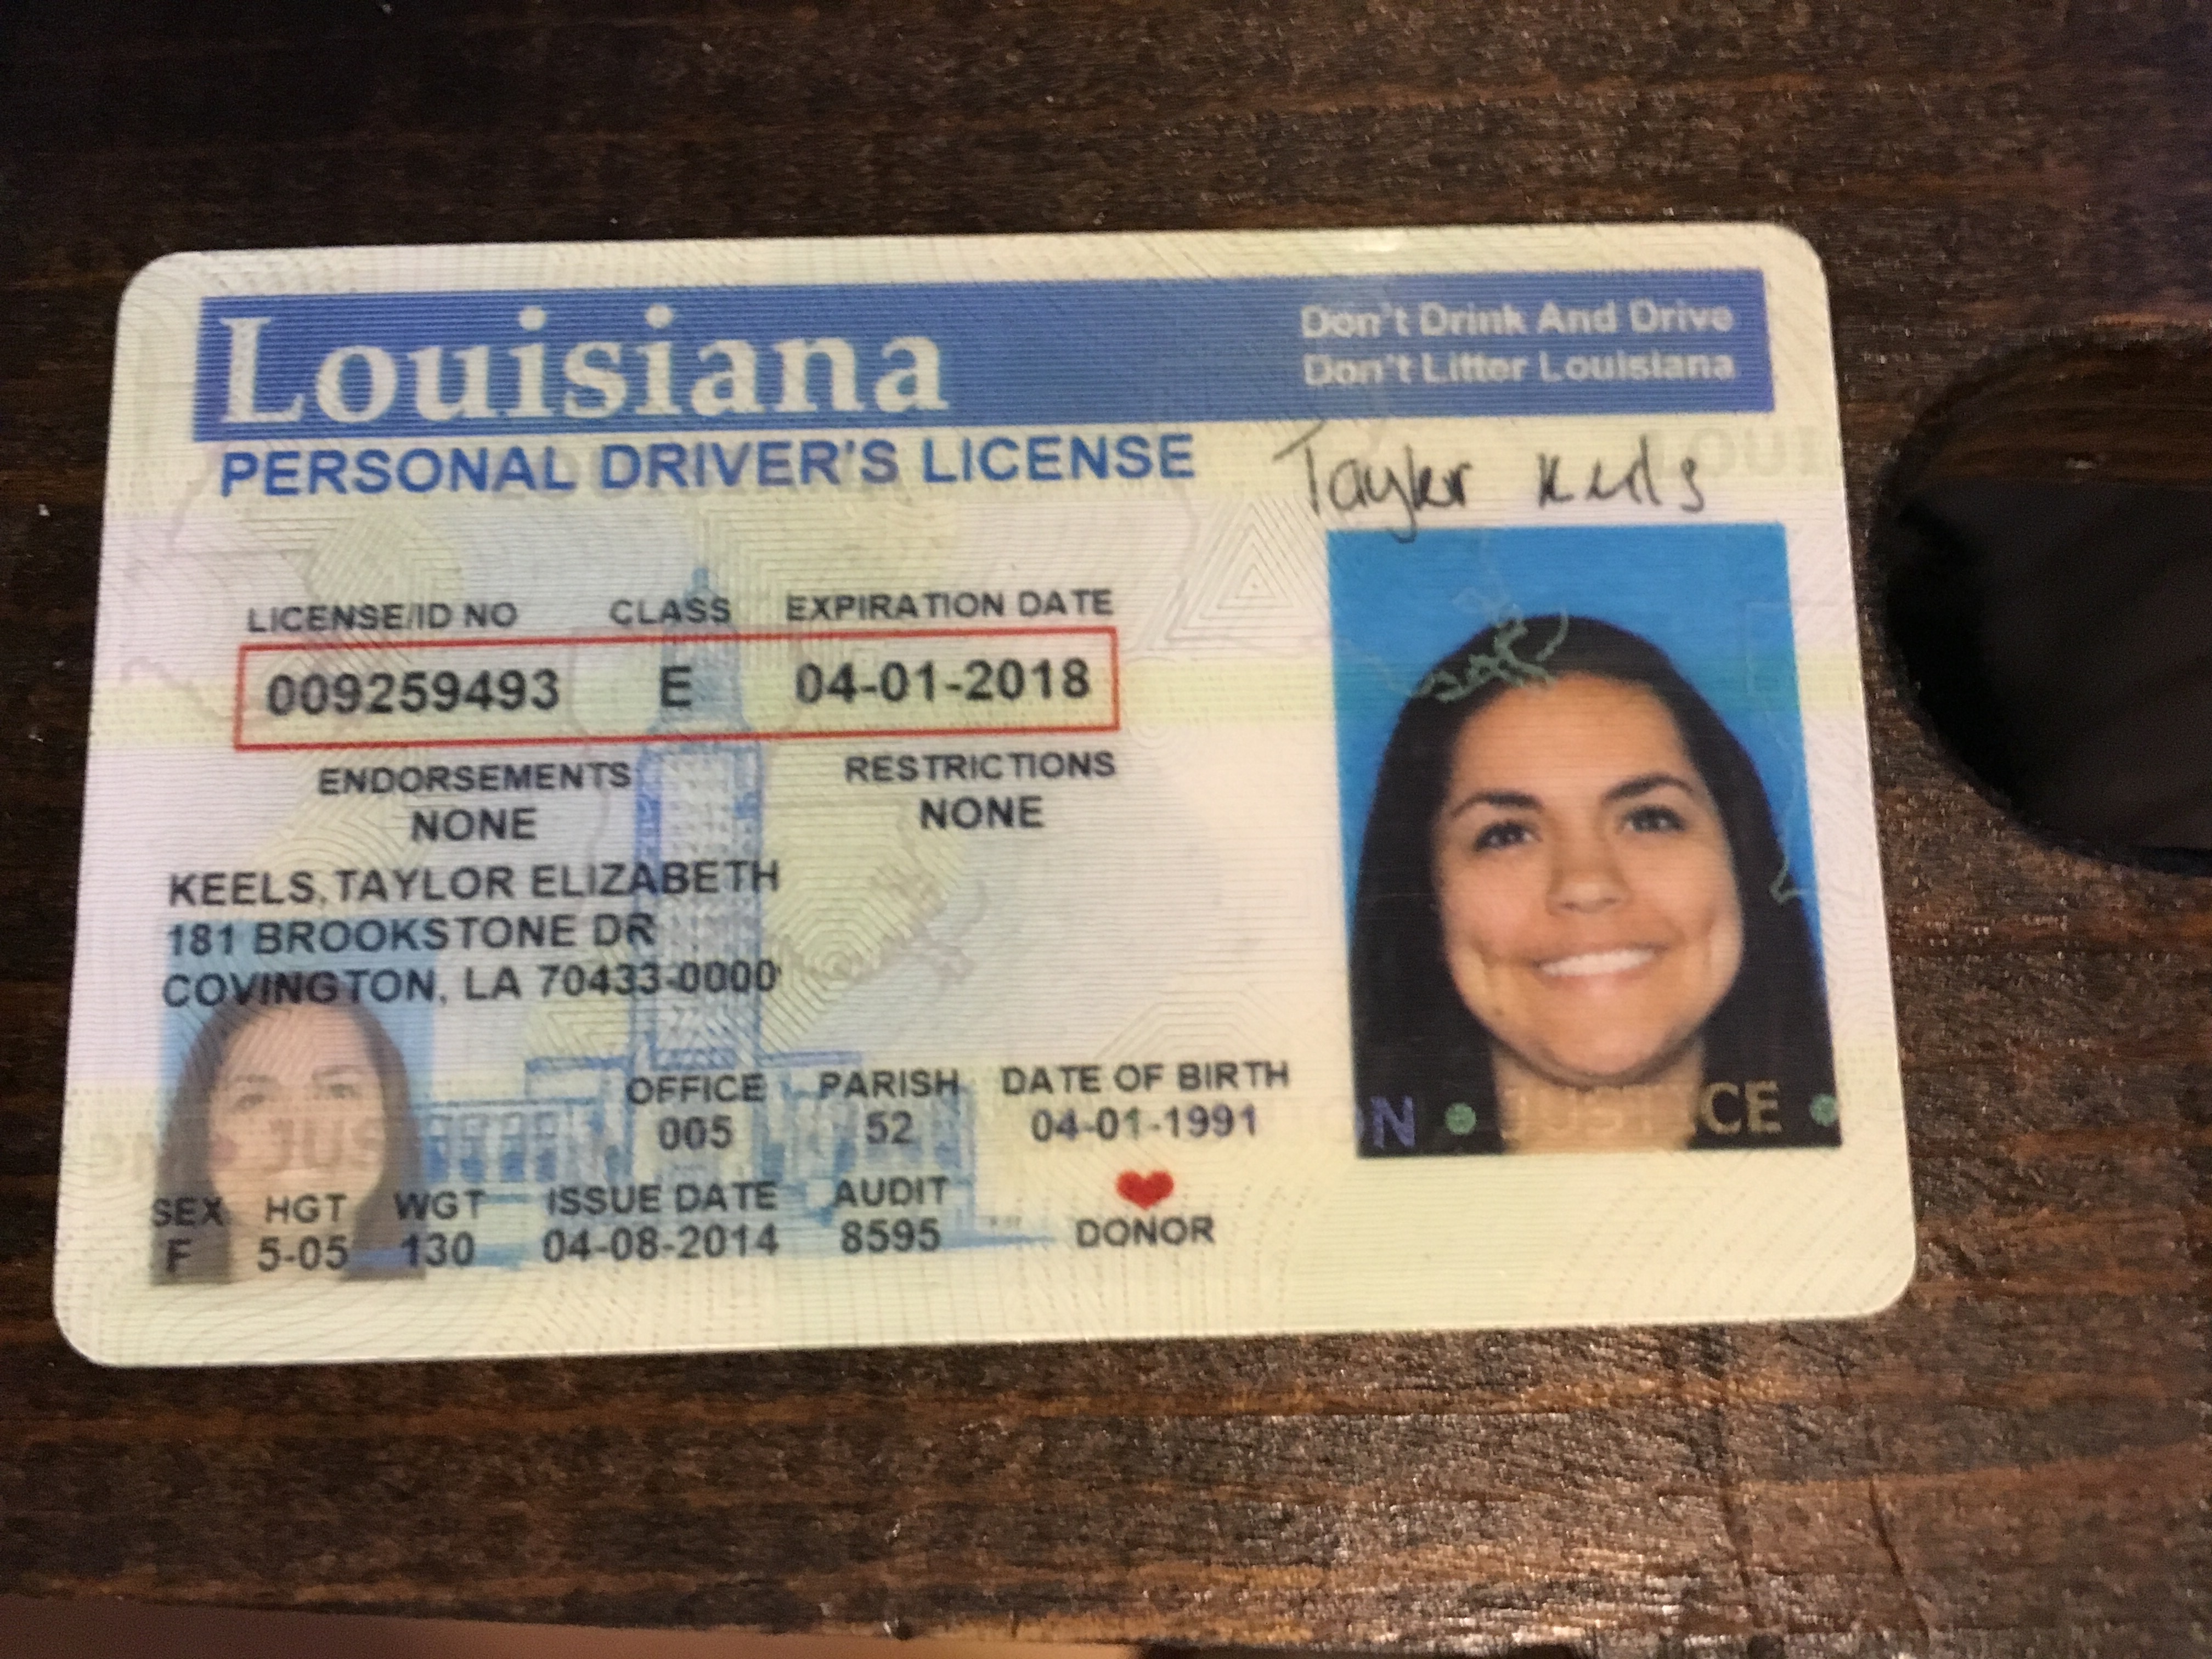 Louisiana
Don't Drink And Drive
Don't Litter Louisiana
PERSONAL DRIVER'S LICENSE
Taylor Keels
LICENSE/ID NO CLASS EXPIRATION DATE
009259493 E 04-01-2018
ENDORSEMENTS RESTRICTIONS
NONE NONE
KEELS, TAYLOR ELIZABETH
181 BROOKSTONE DR
COVINGTON, LA 70433-0000
OFFICE PARISH DATE OF BIRTH
005 52 04-01-1991
JUSTICE
SEX HGT WGT ISSUE DATE AUDIT
F 5-05 130 04-08-2014 8595
DONOR